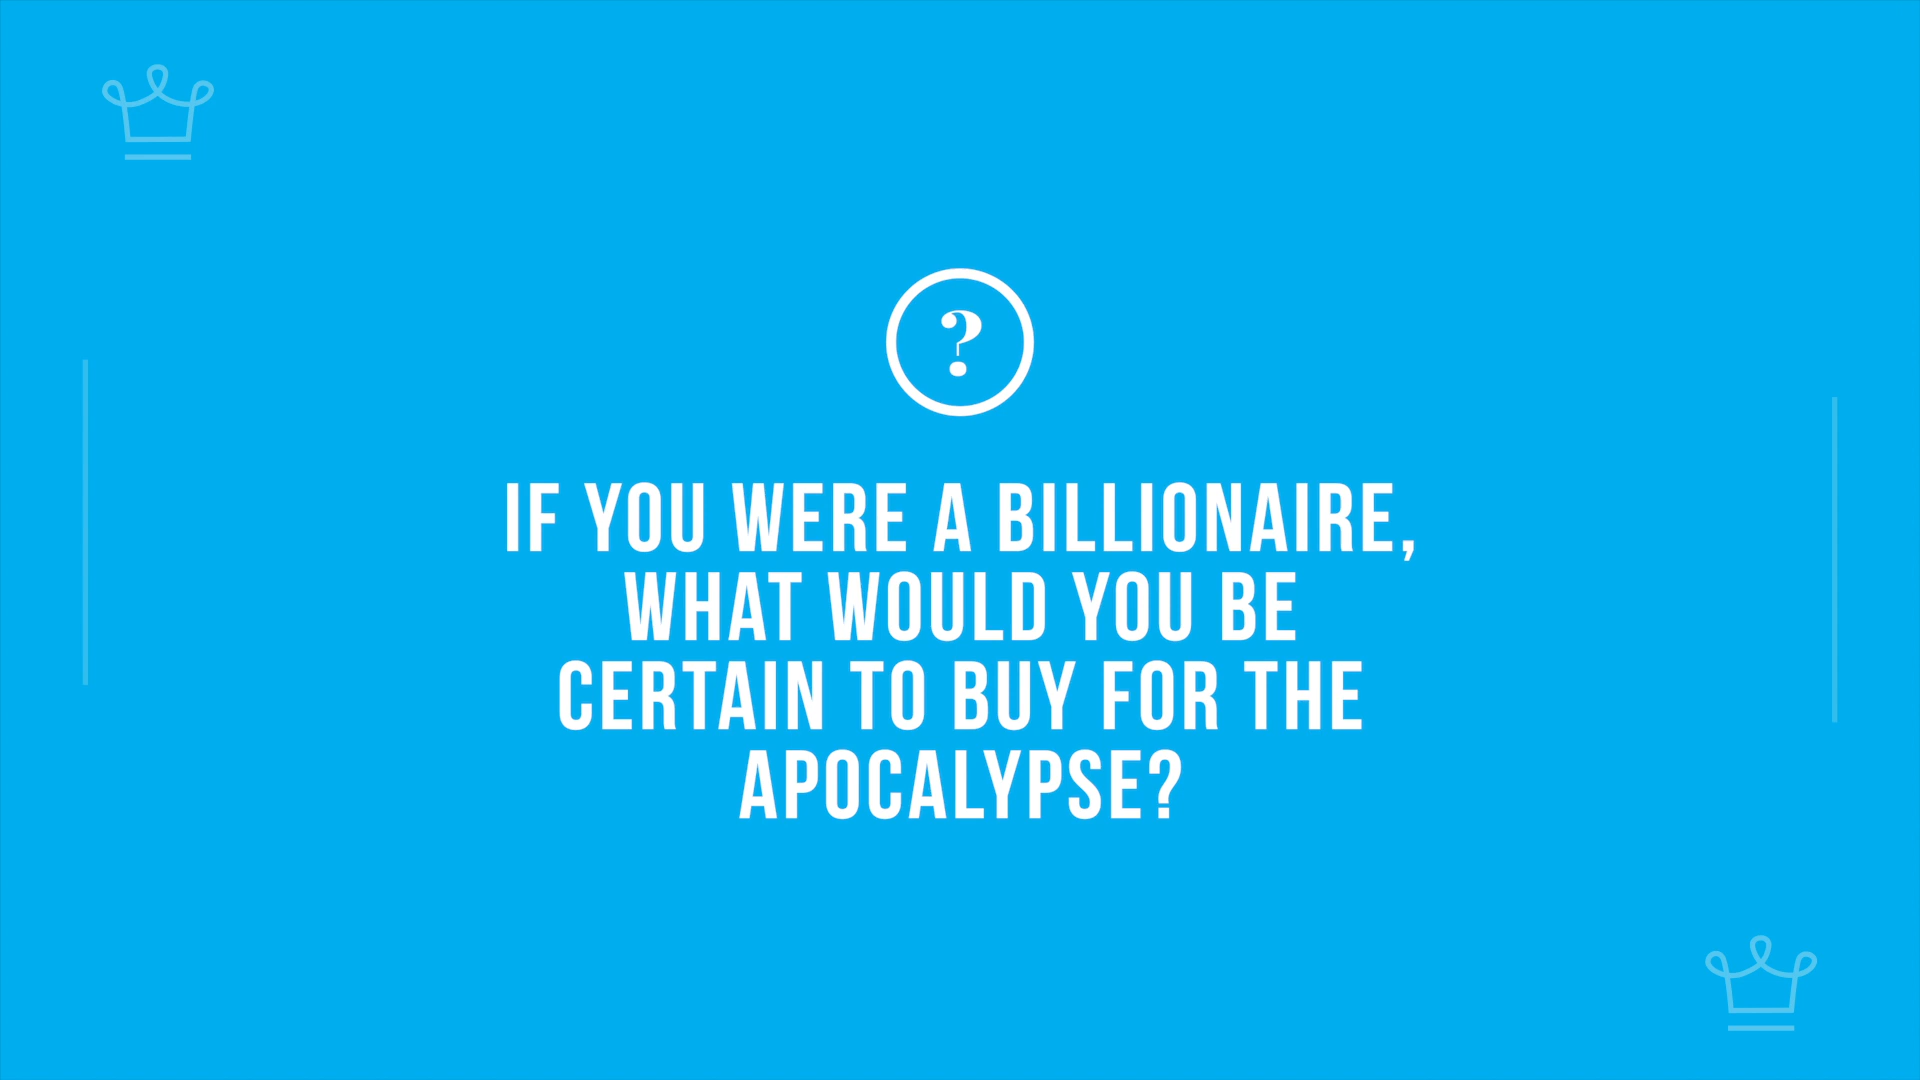 ?
IF YOU WERE A BILLIONAIRE,
WHAT WOULD YOU BE
CERTAIN TO BUY FOR THE
APOCALYPSE?